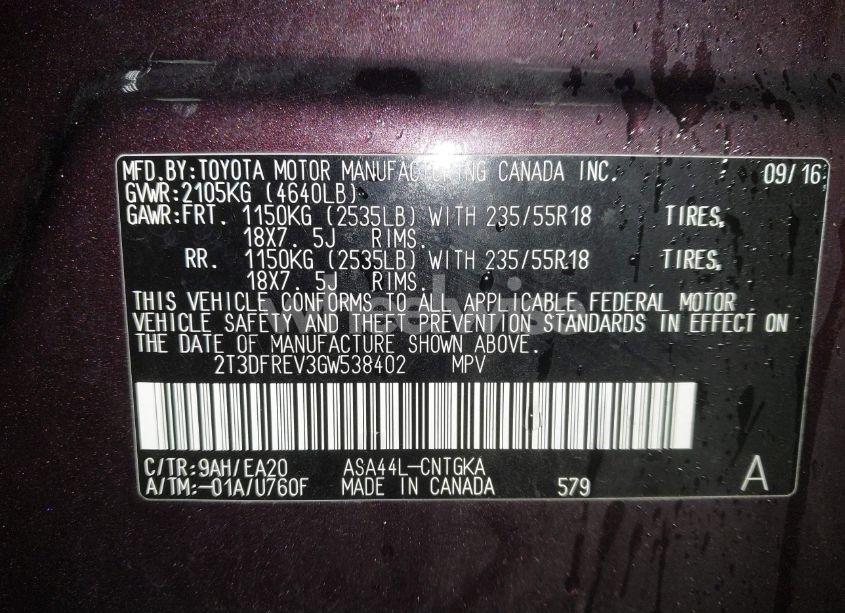 MFD.BY:TOYOTA MOTOR MANUFACTURING CANADA INC. 09/16
GVWR:2105KG (4640LB)
GAWR:FRT. 1150KG (2535LB) WITH 235/55R18 TIRES,
18X7. 5J RIMS.
RR. 1150KG (2535LB) WITH 235/55R18 TIRES,
18X7. 5J RIMS.
THIS VEHICLE CONFORMS TO ALL APPLICABLE FEDERAL MOTOR
VEHICLE SAFETY AND THEFT PREVENTION STANDARDS IN EFFECT ON
THE DATE OF MANUFACTURE SHOWN ABOVE.
2T3DFREV3GW538402 MPV
C/TR:9AH/EA20 ASA44L-CNTGKA
A/TM:-01A/U760F MADE IN CANADA 579 A